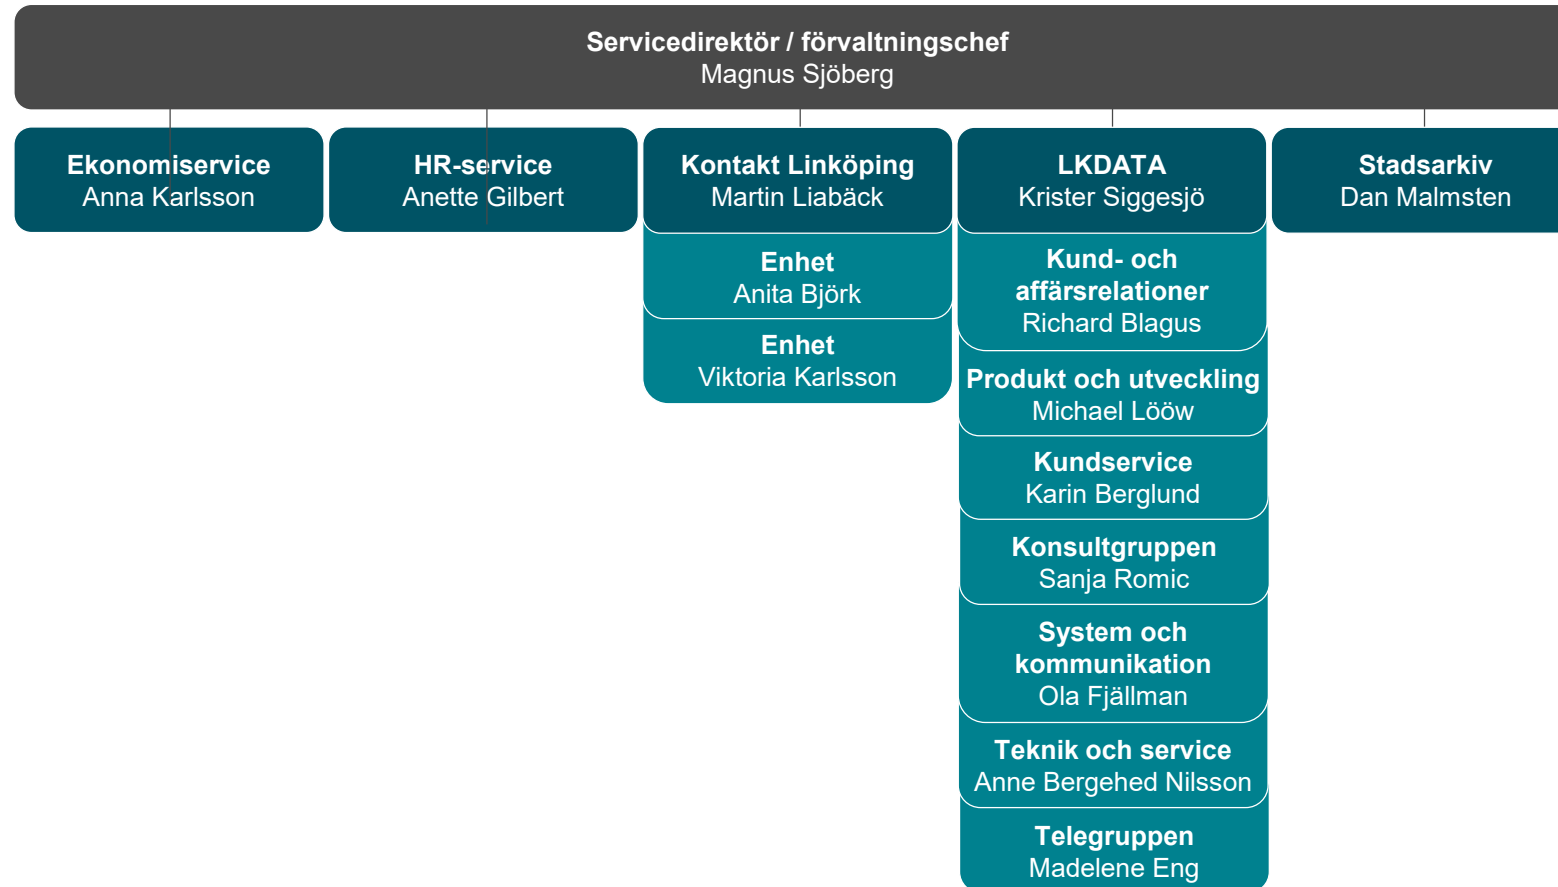 Servicedirektör / förvaltningschef
Magnus Sjöberg
Ekonomiservice
Anna Karlsson
HR-service
Anette Gilbert
Kontakt Linköping
Martin Liabäck
Enhet
Anita Björk
Enhet
Viktoria Karlsson
LKDATA
Krister Siggesjö
Kund- och
affärsrelationer
Richard Blagus
Produkt och utveckling
Michael Lööw
Kundservice
Karin Berglund
Konsultgruppen
Sanja Romic
System och
kommunikation
Ola Fjällman
Teknik och service
Anne Bergehed Nilsson
Telegruppen
Madelene Eng
Stadsarkiv
Dan Malmsten